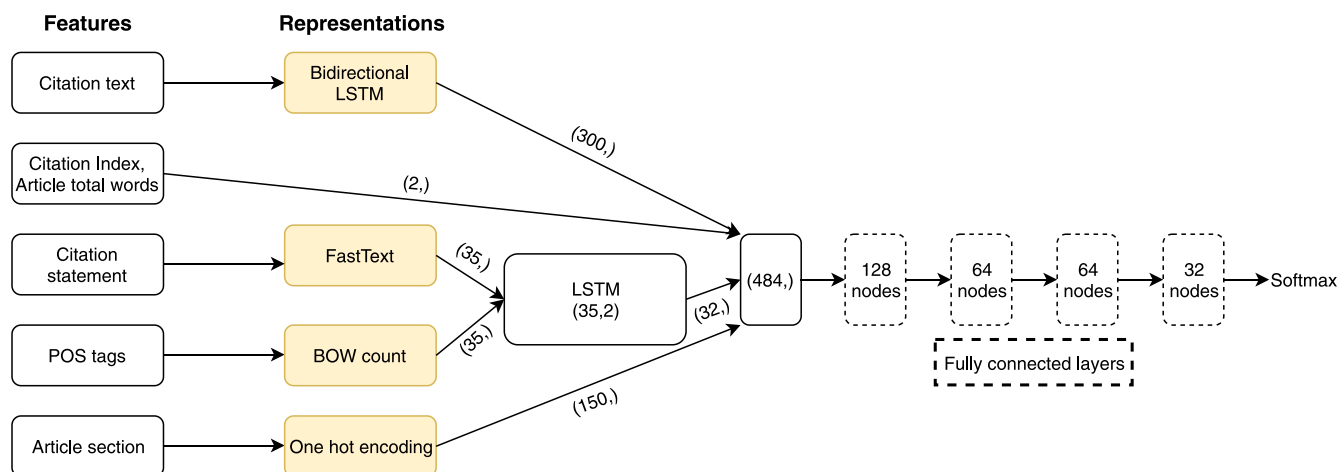 Features
Representations
Citation text
Bidirectional
LSTM
(300,)
Citation Index,
Article total words
(2,)
Citation
statement
FastText
(35,)
LSTM
(35,2)
(32,)
(484,)
128
nodes
64
nodes
64
nodes
32
nodes
Softmax
POS tags
BOW count
(35,)
Fully connected layers
(150,)
Article section
One hot encoding